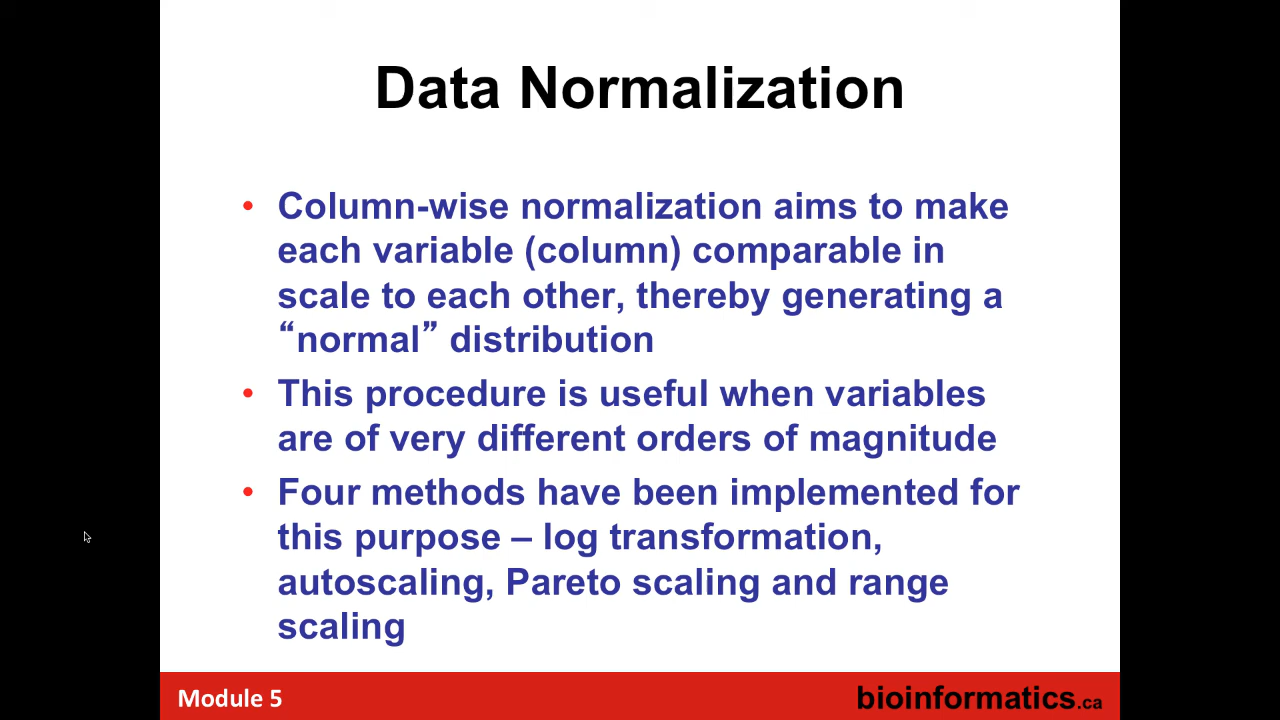 Data Normalization
• Column-wise normalization aims to make
each variable (column) comparable in
scale to each other, thereby generating a
“normal” distribution
• This procedure is useful when variables
are of very different orders of magnitude
• Four methods have been implemented for
this purpose – log transformation,
autoscaling, Pareto scaling and range
scaling
Module 5
bioinformatics.ca